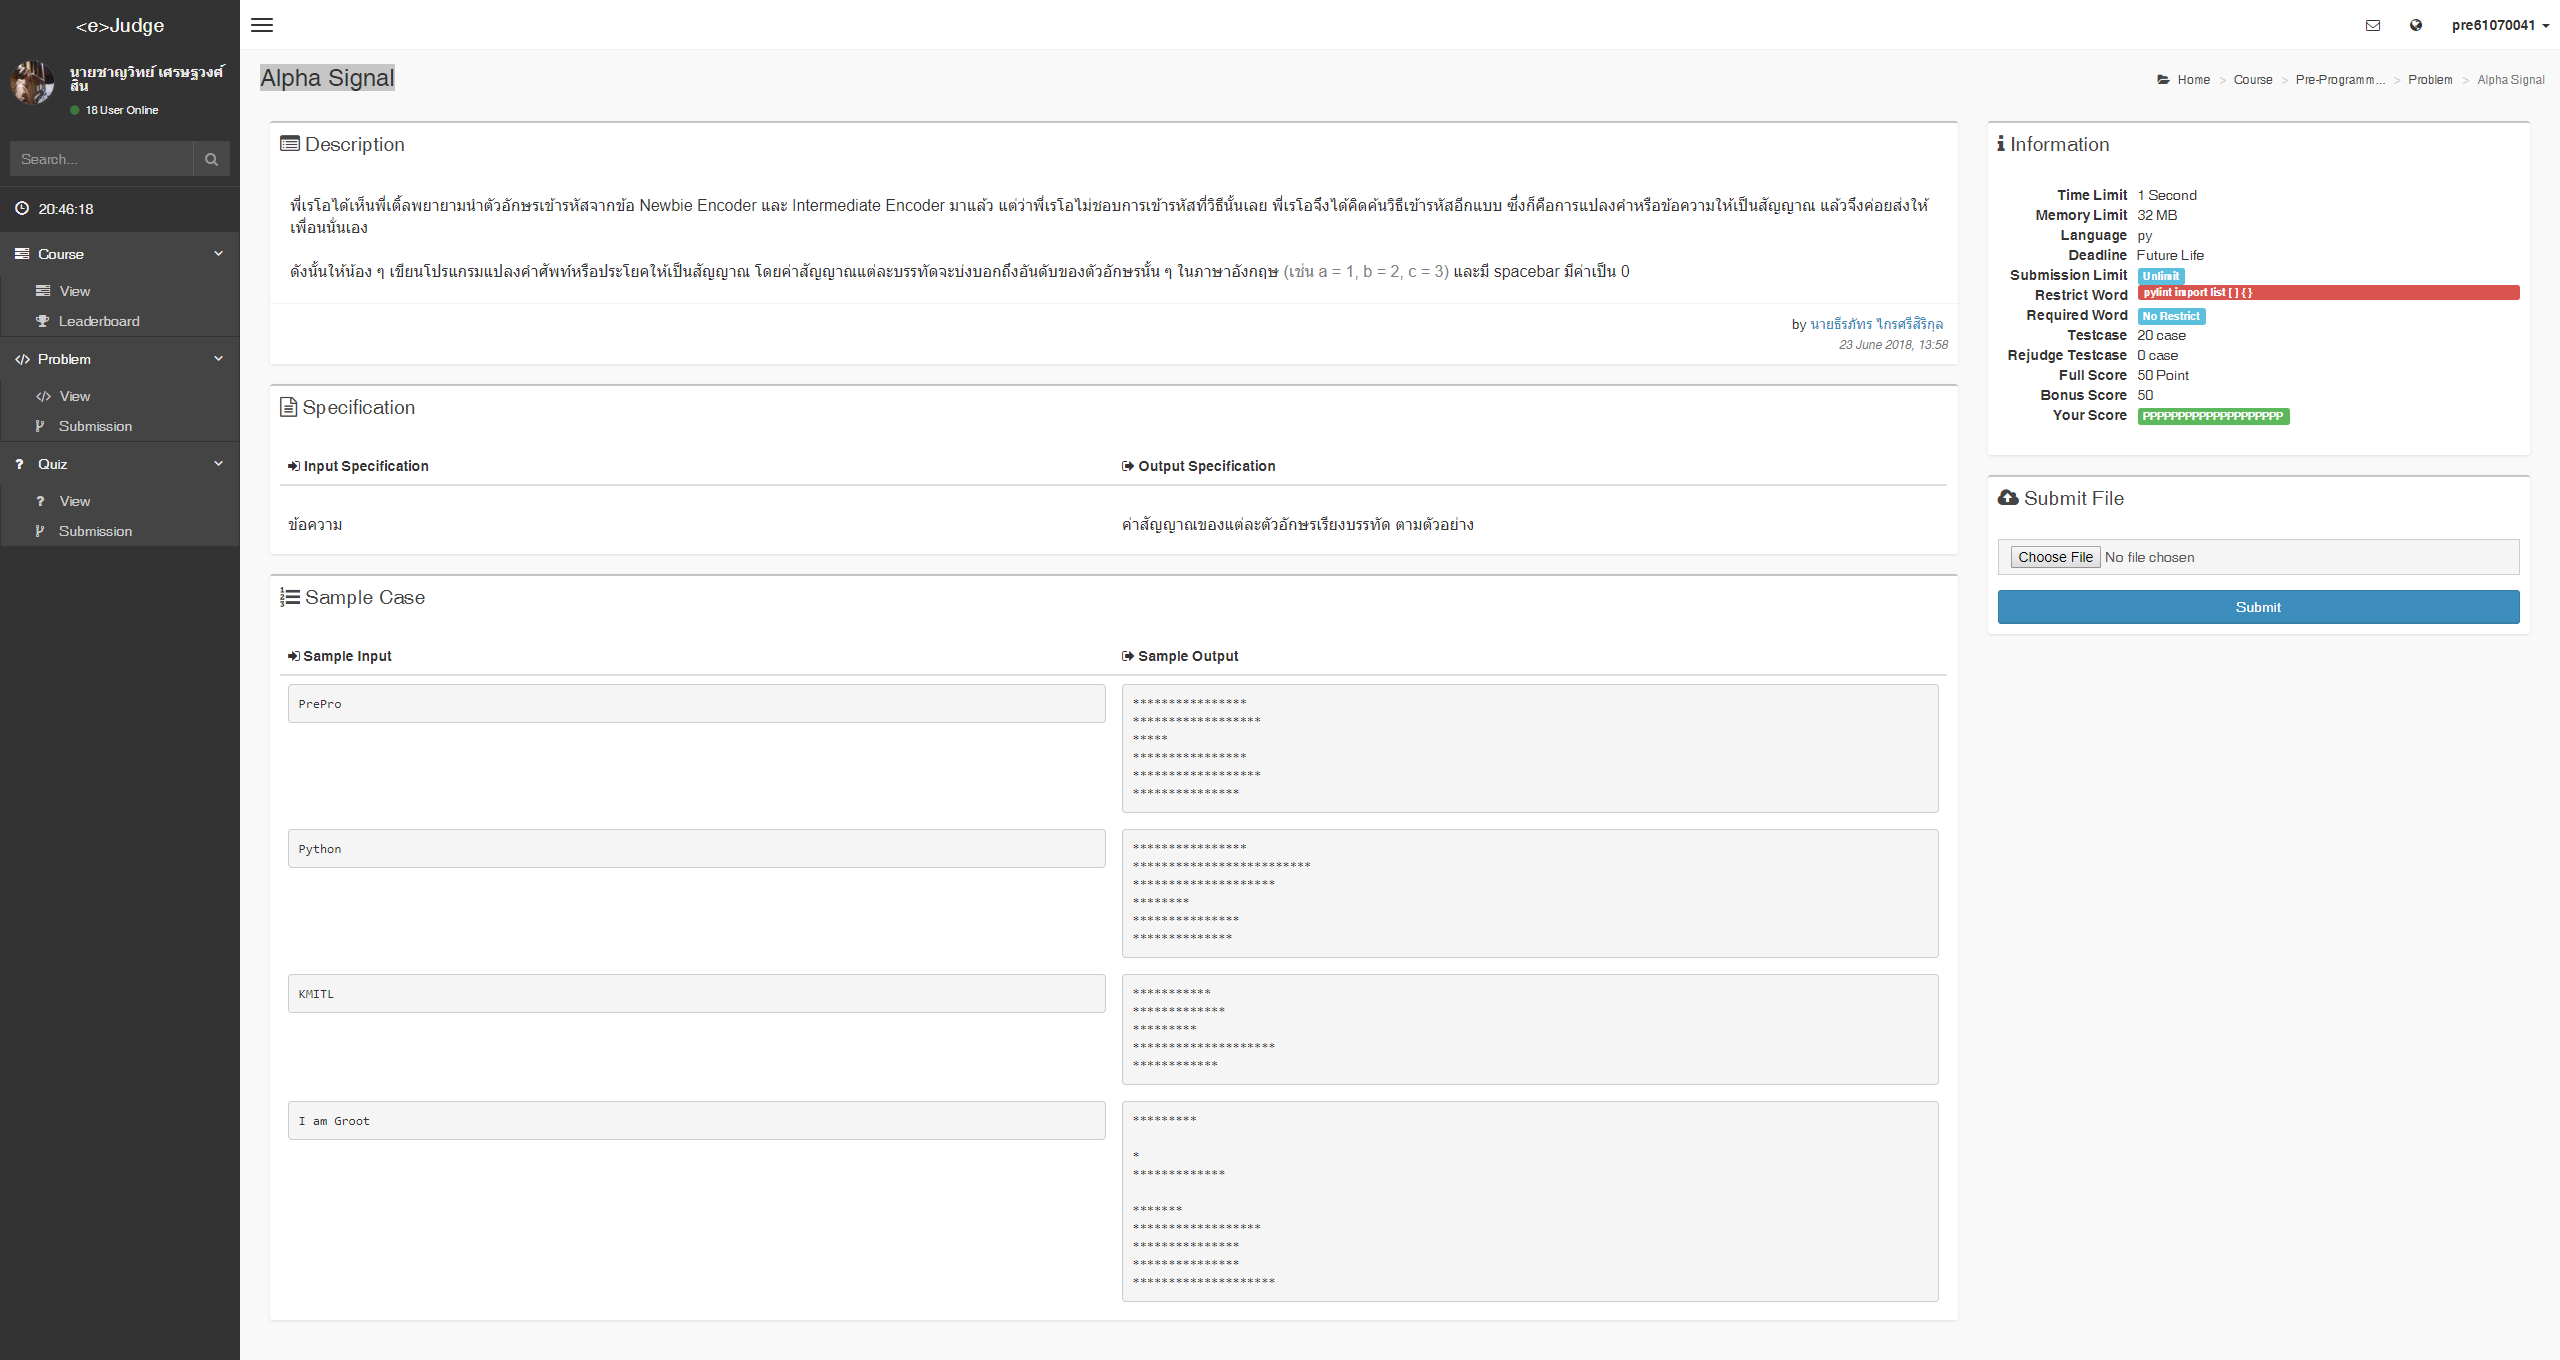 <e>Judge
pre61070041
นายชาญวิทย์ เศรษฐวงศ์
สิน
18 User Online
Search...
20:46:18
Course
View
Leaderboard
Problem
View
Submission
Quiz
View
Submission
Alpha Signal
Home > Course > Pre-Programm... > Problem > Alpha Signal
Description
พี่เรโอได้เห็นพี่เติ้ลพยายามนำตัวอักษรเข้ารหัสจากข้อ Newbie Encoder และ Intermediate Encoder มาแล้ว แต่ว่าพี่เรโอไม่ชอบการเข้ารหัสที่วิธีนั้นเลย พี่เรโอจึงได้คิดค้นวิธีเข้ารหัสอีกแบบ ซึ่งก็คือการแปลงคำหรือข้อความให้เป็นสัญญาณ แล้วจึงค่อยส่งให้
เพื่อนนั่นเอง
ดังนั้นให้น้อง ๆ เขียนโปรแกรมแปลงคำศัพท์หรือประโยคให้เป็นสัญญาณ โดยค่าสัญญาณแต่ละบรรทัดจะบ่งบอกถึงอันดับของตัวอักษรนั้น ๆ ในภาษาอังกฤษ (เช่น a = 1, b = 2, c = 3) และมี spacebar มีค่าเป็น 0
by นายธีรภัทร ไกรศรีสิริกุล
23 June 2018, 13:58
Specification
Input Specification
Output Specification
ข้อความ
ค่าสัญญาณของแต่ละตัวอักษรเรียงบรรทัด ตามตัวอย่าง
Sample Case
Sample Input
Sample Output
PrePro
****************
******************
*****
****************
******************
***************
Python
****************
*************************
********************
********
***************
**************
KMITL
***********
*************
*********
********************
************
I am Groot
*********

*
*************

*******
******************
***************
***************
********************
Information
Time Limit 1 Second
Memory Limit 32 MB
Language py
Deadline Future Life
Submission Limit Unlimit
Restrict Word pylint import list [ ] { }
Required Word No Restrict
Testcase 20 case
Rejudge Testcase 0 case
Full Score 50 Point
Bonus Score 50
Your Score PPPPPPPPPPPPPPPPPPPP
Submit File
Choose File No file chosen
Submit